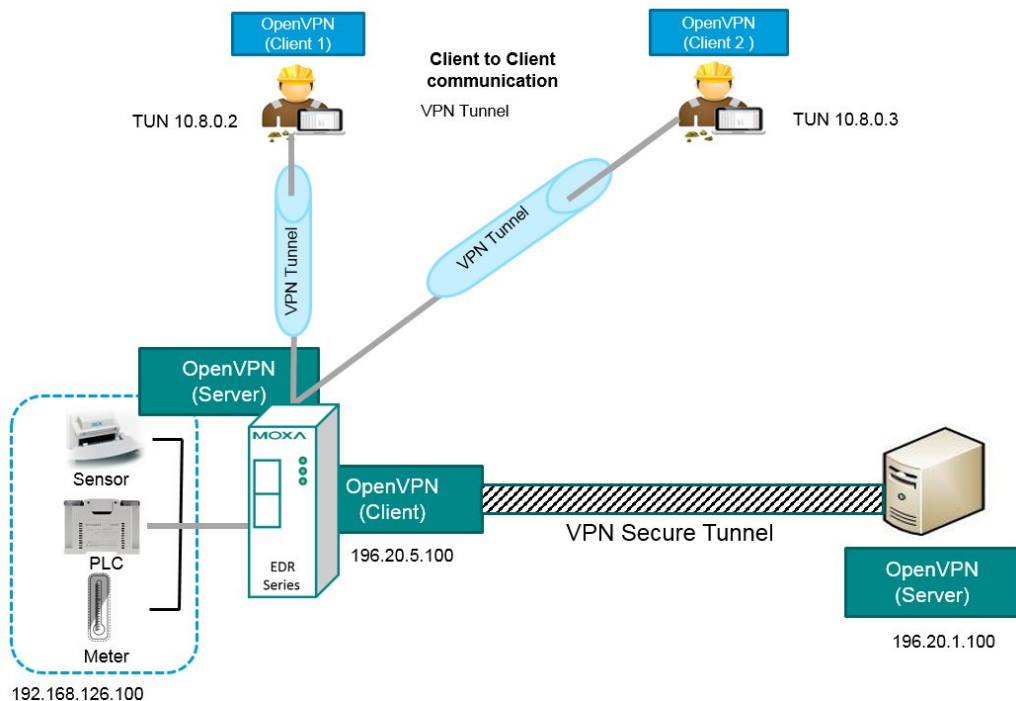 OpenVPN
(Client 1)
OpenVPN
(Client 2 )
Client to Client
communication
VPN Tunnel
TUN 10.8.0.2
TUN 10.8.0.3
VPN Tunnel
VPN Tunnel
OpenVPN
(Server)
MOXA
Sensor
OpenVPN
(Client)
VPN Secure Tunnel
PLC
EDR
Series
196.20.5.100
OpenVPN
(Server)
Meter
196.20.1.100
192.168.126.100